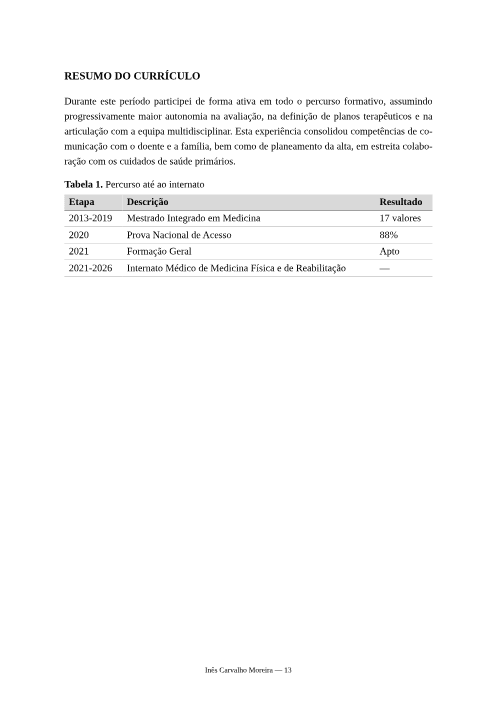 RESUMO DO CURRÍCULO
Durante este período participei de forma ativa em todo o percurso formativo, assumindo
progressivamente maior autonomia na avaliação, na definição de planos terapêuticos e na
articulação com a equipa multidisciplinar. Esta experiência consolidou competências de co-
municação com o doente e a família, bem como de planeamento da alta, em estreita colabo-
ração com os cuidados de saúde primários.
Tabela 1. Percurso até ao internato
Etapa Descrição Resultado
2013-2019 Mestrado Integrado em Medicina 17 valores
2020 Prova Nacional de Acesso 88%
2021 Formação Geral Apto
2021-2026 Internato Médico de Medicina Física e de Reabilitação —
Inês Carvalho Moreira — 13